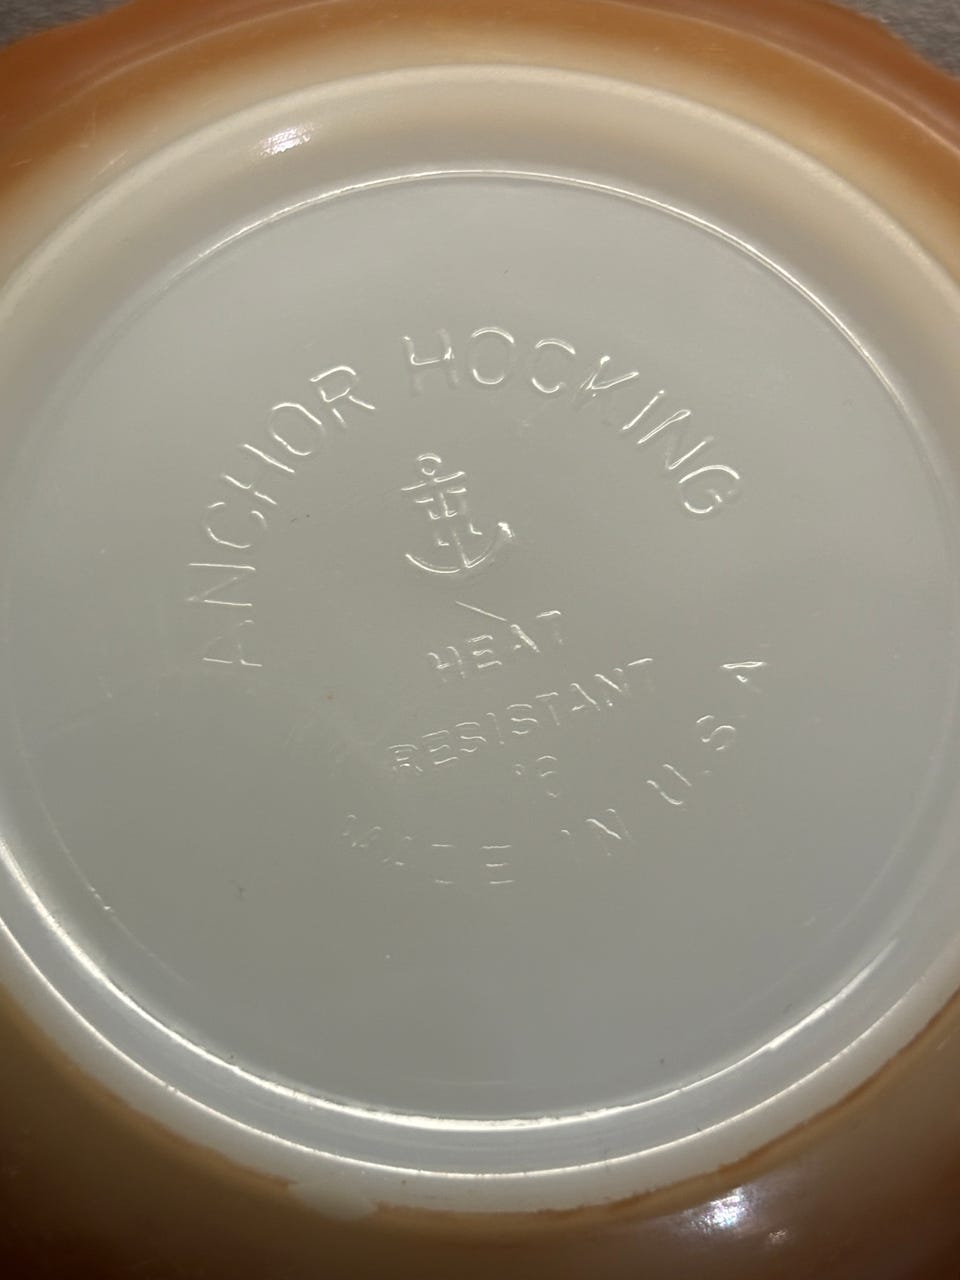 ANCHOR HOCKING
HEAT
RESISTANT
MADE IN U.S.A